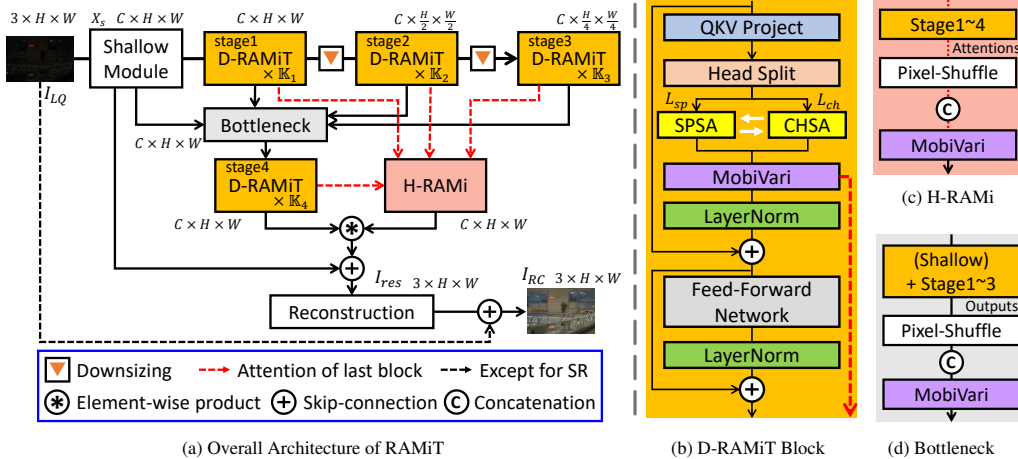 3 × H × W
X_s
C × H × W
C × H × W
C × H/2 × W/2
C × H/4 × W/4
Shallow
Module
stage1
D-RAMiT
× 𝕂₁
stage2
D-RAMiT
× 𝕂₂
stage3
D-RAMiT
× 𝕂₃
I_LQ
Bottleneck
C × H × W
stage4
D-RAMiT
× 𝕂₄
H-RAMi
C × H × W
C × H × W
I_res
3 × H × W
I_RC
3 × H × W
Reconstruction
Downsizing
Attention of last block
Except for SR
Element-wise product
Skip-connection
C
Concatenation
(a) Overall Architecture of RAMiT
QKV Project
Head Split
L_sp
L_ch
SPSA
CHSA
MobiVari
LayerNorm
Feed-Forward
Network
LayerNorm
(b) D-RAMiT Block
Stage1~4
Attentions
Pixel-Shuffle
C
MobiVari
(c) H-RAMi
(Shallow)
+ Stage1~3
Outputs
Pixel-Shuffle
C
MobiVari
(d) Bottleneck